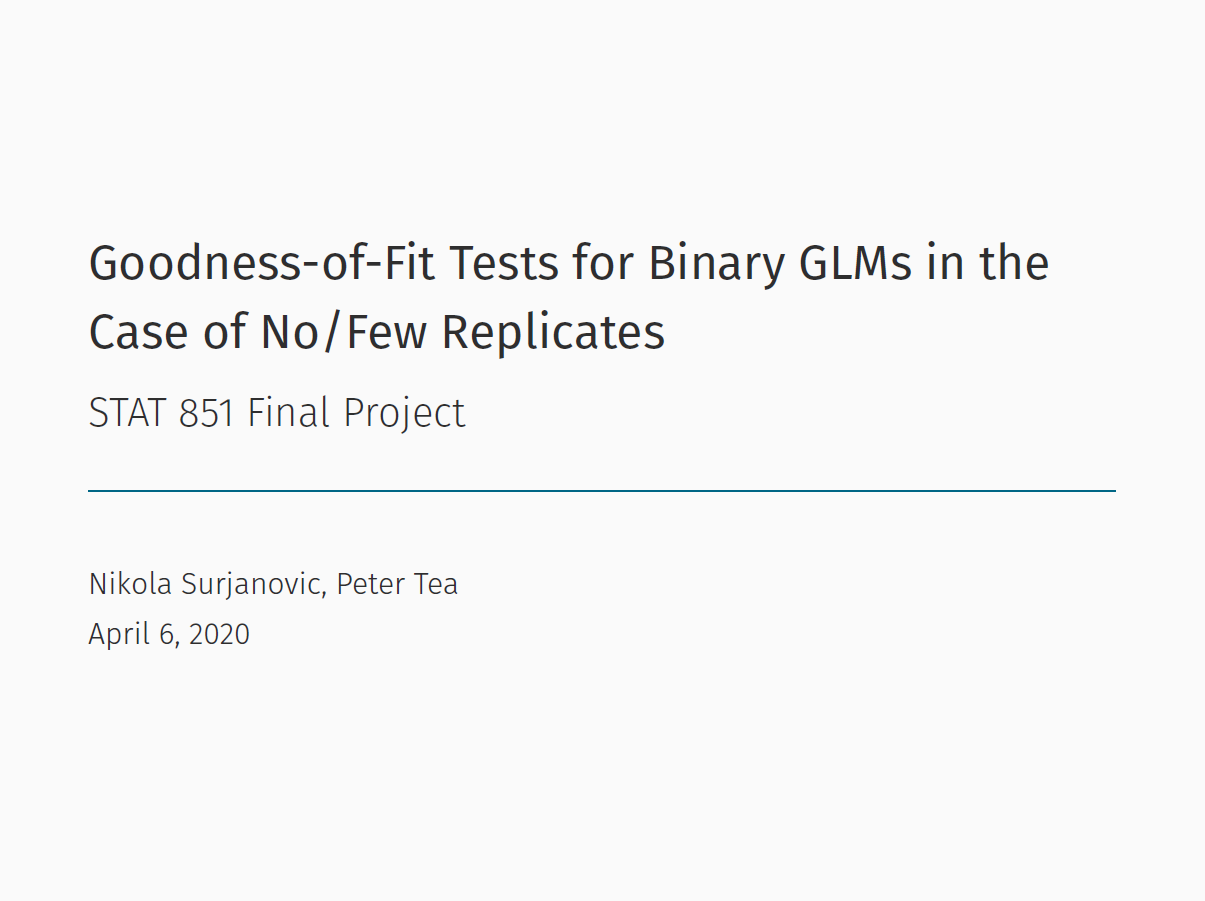 Goodness-of-Fit Tests for Binary GLMs in the
Case of No/Few Replicates
STAT 851 Final Project
Nikola Surjanovic, Peter Tea
April 6, 2020